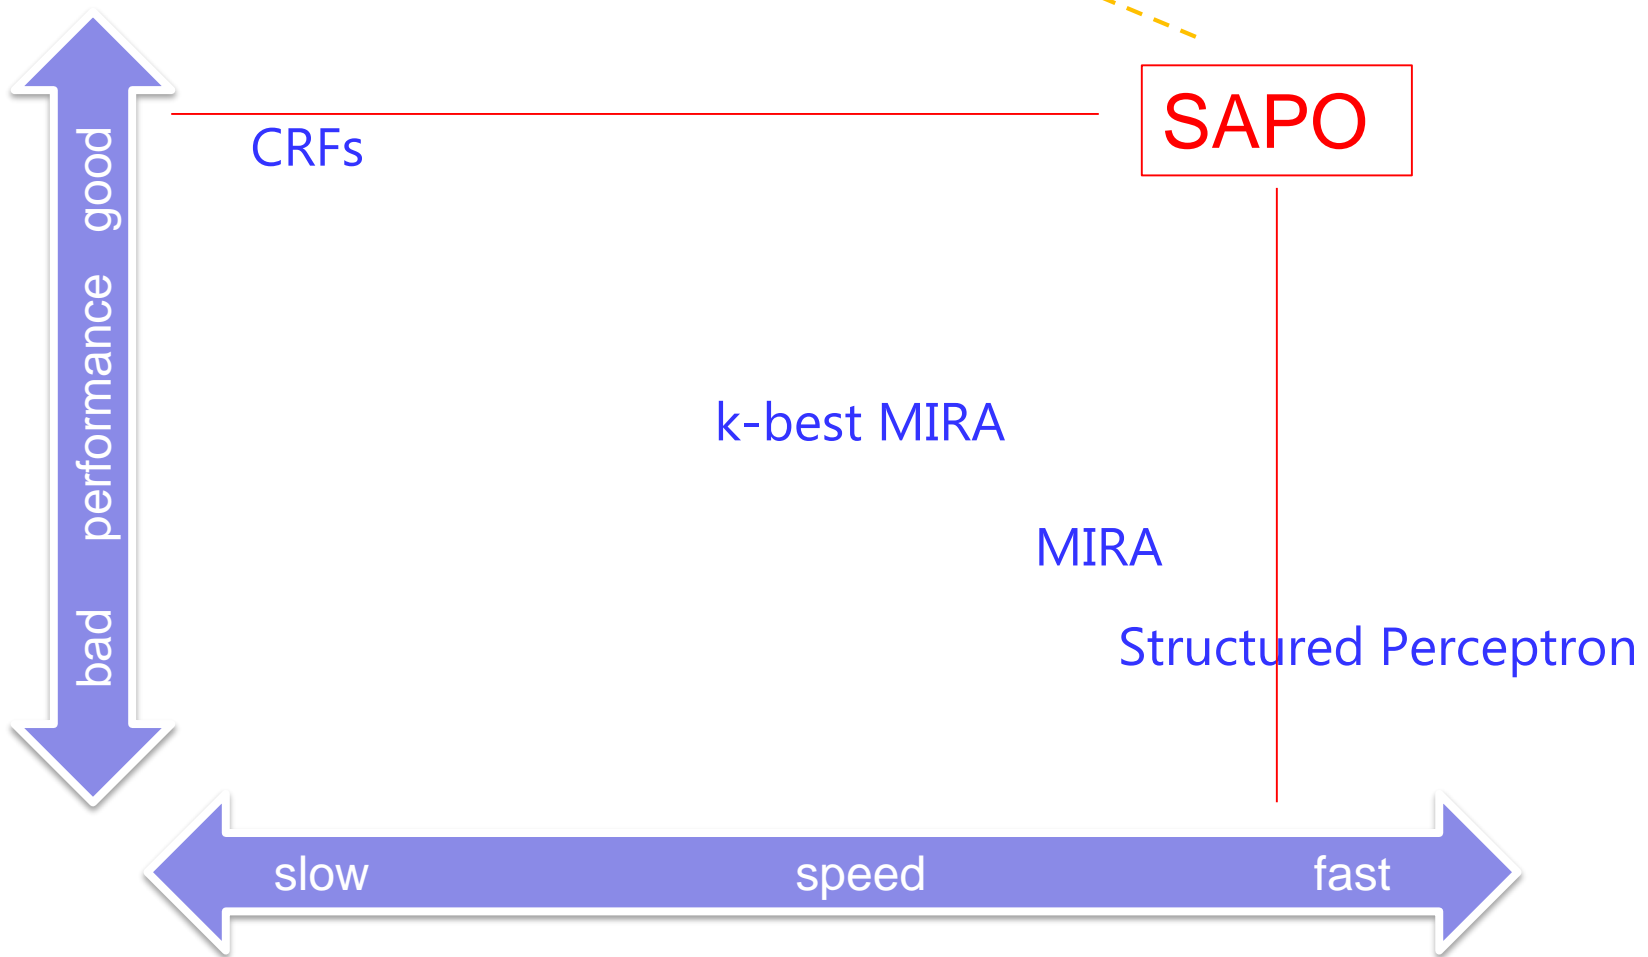 SAPO
CRFs
k-best MIRA
MIRA
Structured Perceptron
bad performance good
slow speed fast